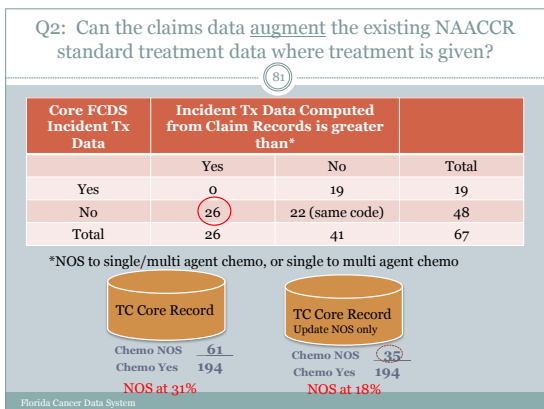 Q2: Can the claims data augment the existing NAACCR
standard treatment data where treatment is given?
81
Core FCDS Incident Tx Data
Incident Tx Data Computed from Claim Records is greater than*
Yes No Total
Yes 0 19 19
No 26 22 (same code) 48
Total 26 41 67
*NOS to single/multi agent chemo, or single to multi agent chemo
TC Core Record
Chemo NOS 61
Chemo Yes 194
NOS at 31%
TC Core Record
Update NOS only
Chemo NOS 35
Chemo Yes 194
NOS at 18%
Florida Cancer Data System